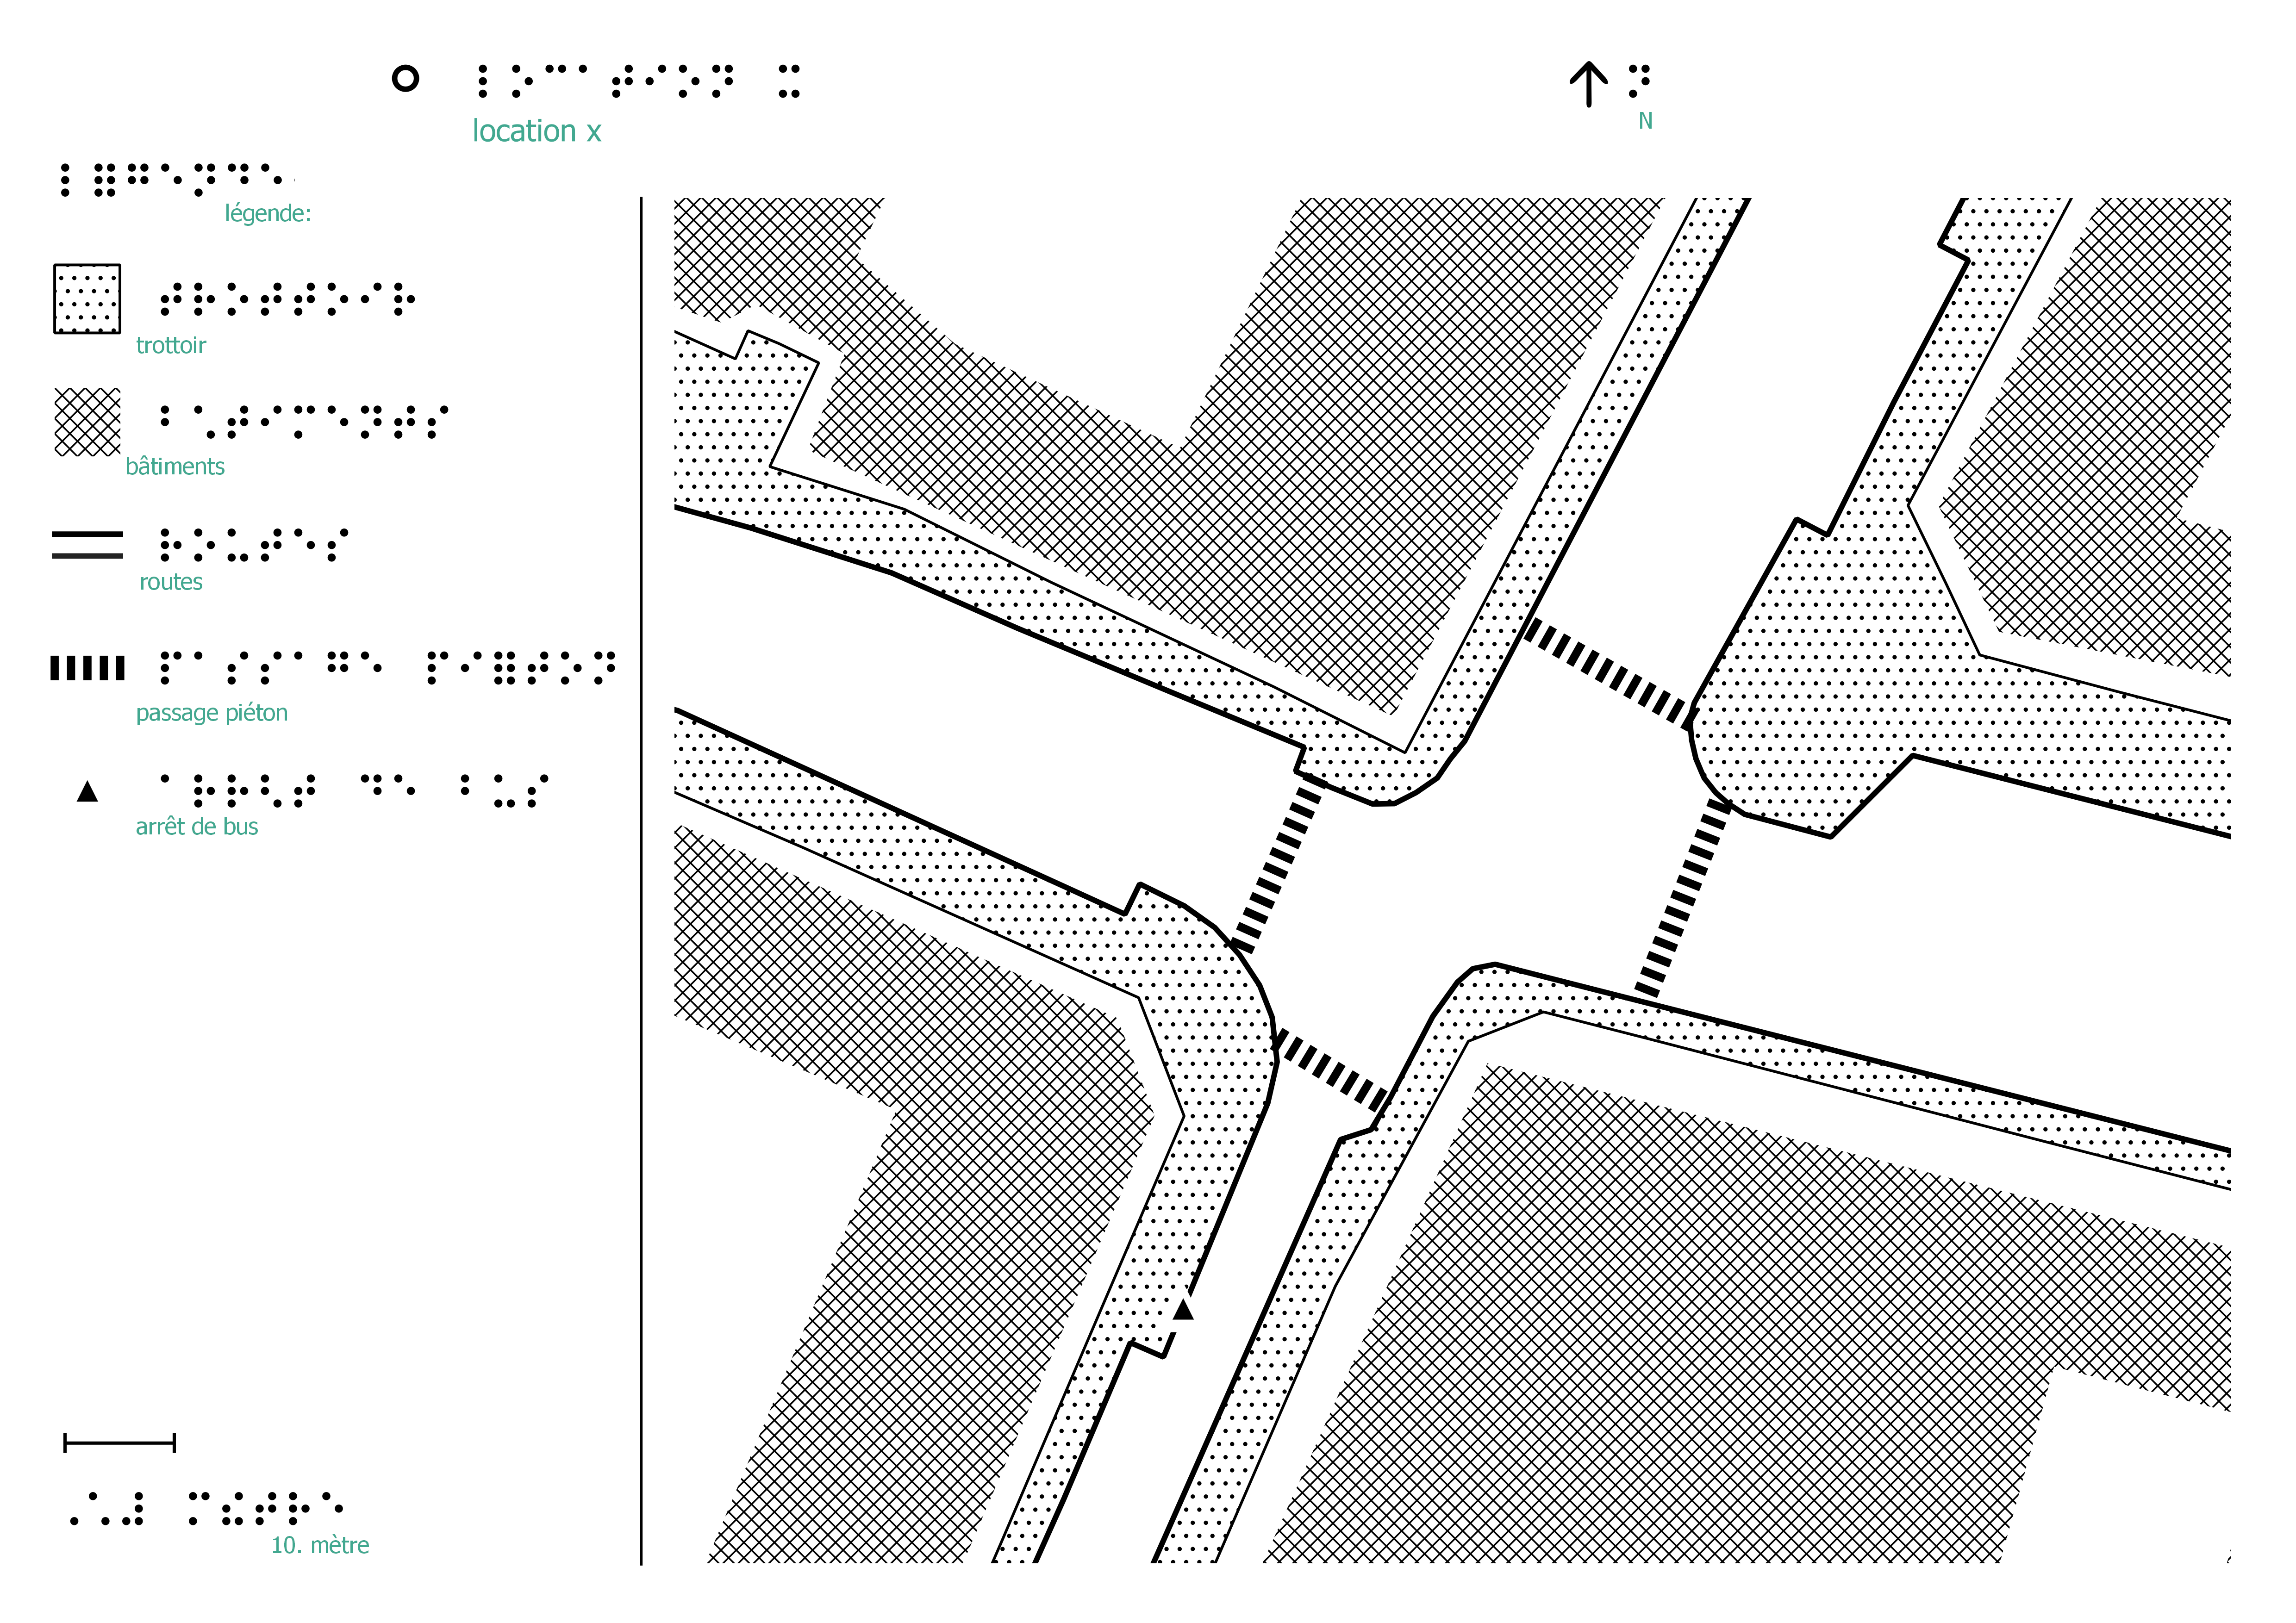 ⠇⠕⠉⠁⠞⠊⠕⠝ ⠭
location x
⠝
N
⠇⠿⠛⠑⠝⠙⠑
légende:
⠞⠗⠕⠞⠞⠕⠊⠗
trottoir
⠃⠡⠞⠊⠍⠑⠝⠞⠎
bâtiments
⠗⠕⠥⠞⠑⠎
routes
⠏⠁⠎⠎⠁⠛⠑ ⠏⠊⠿⠞⠕⠝
passage piéton
⠁⠗⠗⠣⠞ ⠙⠑ ⠃⠥⠎
arrêt de bus
⠠⠡⠼ ⠍⠮⠞⠗⠑
10. mètre